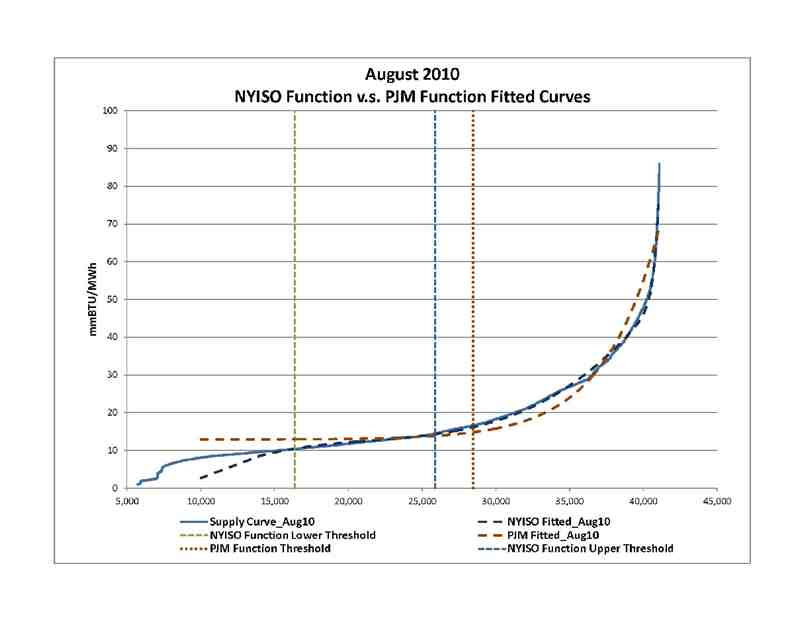 August 2010
NYISO Function v.s. PJM Function Fitted Curves
100
90
80
70
60
50
40
30
20
10
0
mmBTU/MWh
5,000 10,000 15,000 20,000 25,000 30,000 35,000 40,000 45,000
Supply Curve_Aug10 NYISO Fitted_Aug10
NYISO Function Lower Threshold PJM Fitted_Aug10
PJM Function Threshold NYISO Function Upper Threshold